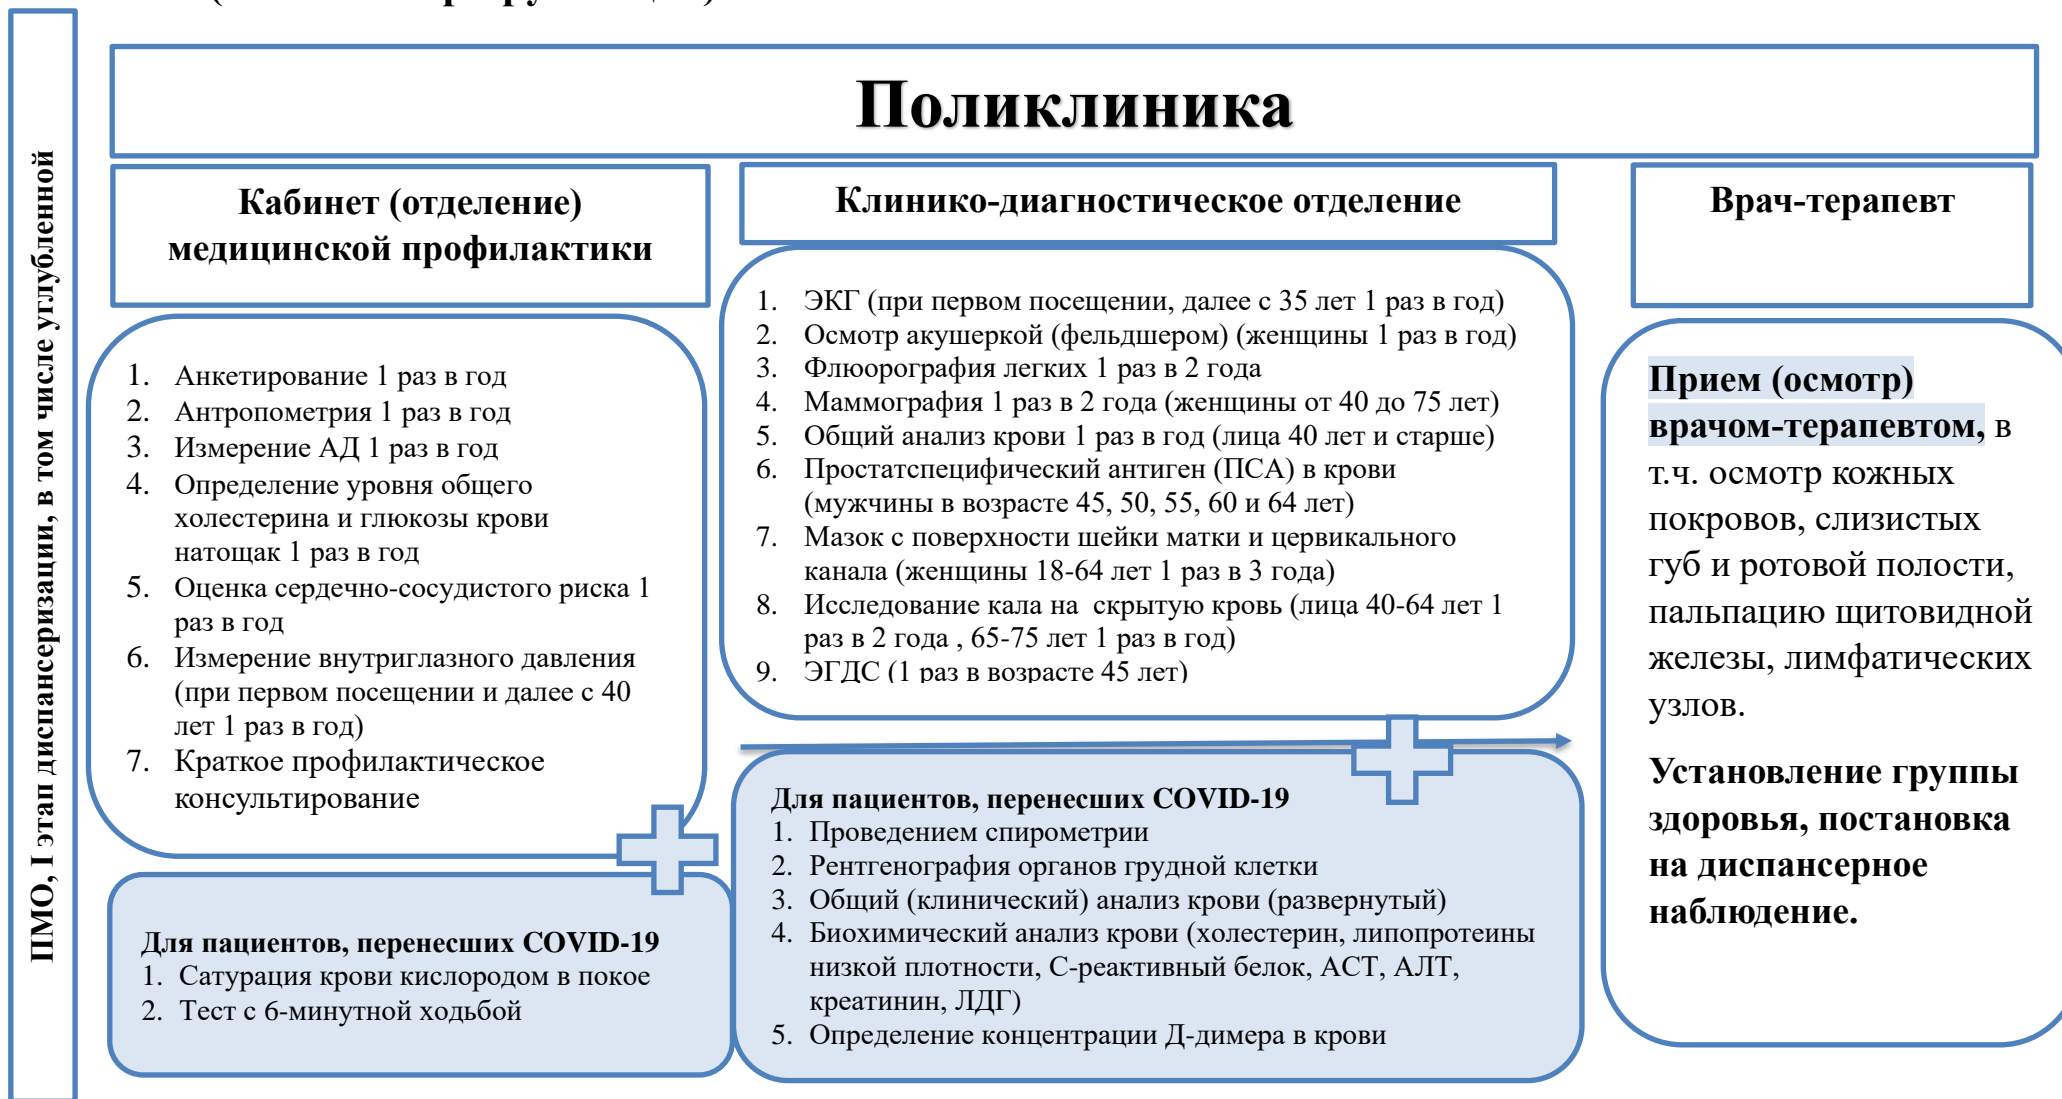 ПМО, I этап диспансеризации, в том числе углубленной
Поликлиника
Кабинет (отделение)
медицинской профилактики
1. Анкетирование 1 раз в год
2. Антропометрия 1 раз в год
3. Измерение АД 1 раз в год
4. Определение уровня общего
холестерина и глюкозы крови
натощак 1 раз в год
5. Оценка сердечно-сосудистого риска 1
раз в год
6. Измерение внутриглазного давления
(при первом посещении и далее с 40
лет 1 раз в год)
7. Краткое профилактическое
консультирование
Для пациентов, перенесших COVID-19
1. Сатурация крови кислородом в покое
2. Тест с 6-минутной ходьбой
Клинико-диагностическое отделение
1. ЭКГ (при первом посещении, далее с 35 лет 1 раз в год)
2. Осмотр акушеркой (фельдшером) (женщины 1 раз в год)
3. Флюорография легких 1 раз в 2 года
4. Маммография 1 раз в 2 года (женщины от 40 до 75 лет)
5. Общий анализ крови 1 раз в год (лица 40 лет и старше)
6. Простатспецифический антиген (ПСА) в крови
(мужчины в возрасте 45, 50, 55, 60 и 64 лет)
7. Мазок с поверхности шейки матки и цервикального
канала (женщины 18-64 лет 1 раз в 3 года)
8. Исследование кала на скрытую кровь (лица 40-64 лет 1
раз в 2 года , 65-75 лет 1 раз в год)
9. ЭГДС (1 раз в возрасте 45 лет)
Для пациентов, перенесших COVID-19
1. Проведением спирометрии
2. Рентгенография органов грудной клетки
3. Общий (клинический) анализ крови (развернутый)
4. Биохимический анализ крови (холестерин, липопротеины
низкой плотности, С-реактивный белок, АСТ, АЛТ,
креатинин, ЛДГ)
5. Определение концентрации Д-димера в крови
Врач-терапевт
Прием (осмотр)
врачом-терапевтом, в
т.ч. осмотр кожных
покровов, слизистых
губ и ротовой полости,
пальпацию щитовидной
железы, лимфатических
узлов.
Установление группы
здоровья, постановка
на диспансерное
наблюдение.